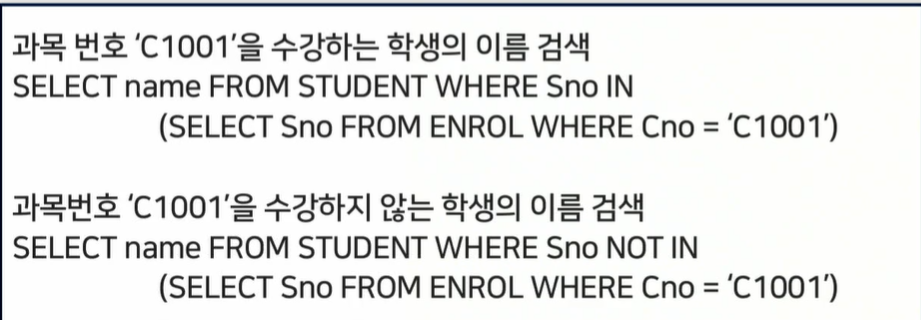 과목 번호 ‘C1001’을 수강하는 학생의 이름 검색
SELECT name FROM STUDENT WHERE Sno IN
(SELECT Sno FROM ENROL WHERE Cno = ‘C1001’)
과목번호 ‘C1001’을 수강하지 않는 학생의 이름 검색
SELECT name FROM STUDENT WHERE Sno NOT IN
(SELECT Sno FROM ENROL WHERE Cno = ‘C1001’)